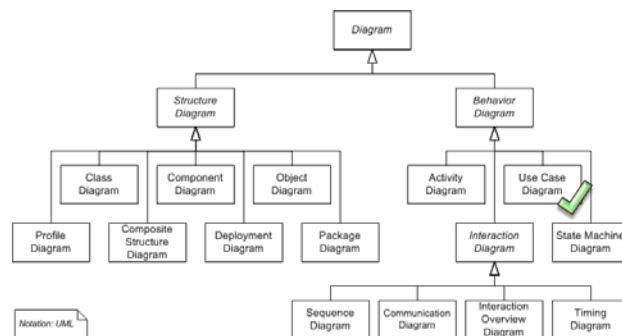 Diagram
Structure
Diagram
Behavior
Diagram
Class
Diagram
Component
Diagram
Object
Diagram
Activity
Diagram
Use Case
Diagram
Profile
Diagram
Composite
Structure
Diagram
Deployment
Diagram
Package
Diagram
Interaction
Diagram
State Machine
Diagram
Sequence
Diagram
Communication
Diagram
Interaction
Overview
Diagram
Timing
Diagram
Notation: UML